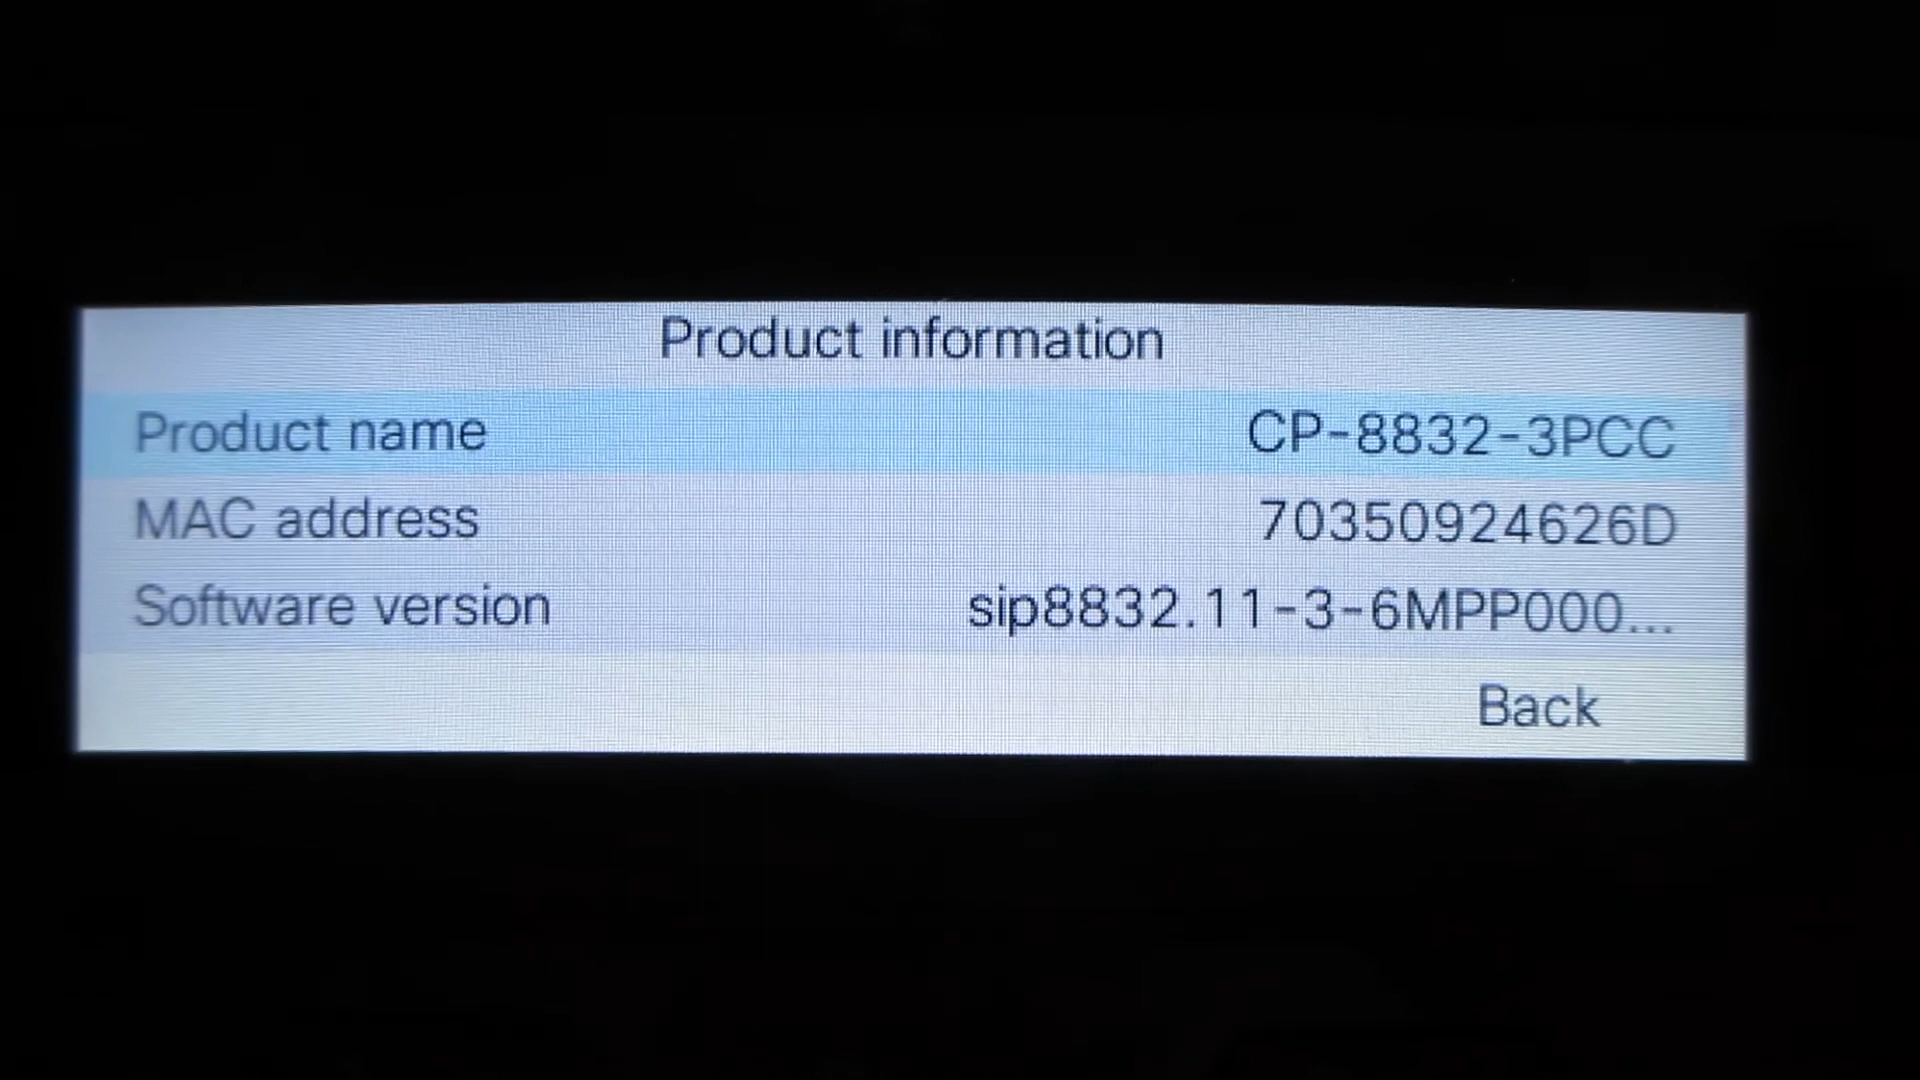 Product information
Product name CP-8832-3PCC
MAC address 70350924626D
Software version sip8832.11-3-6MPP000...
Back